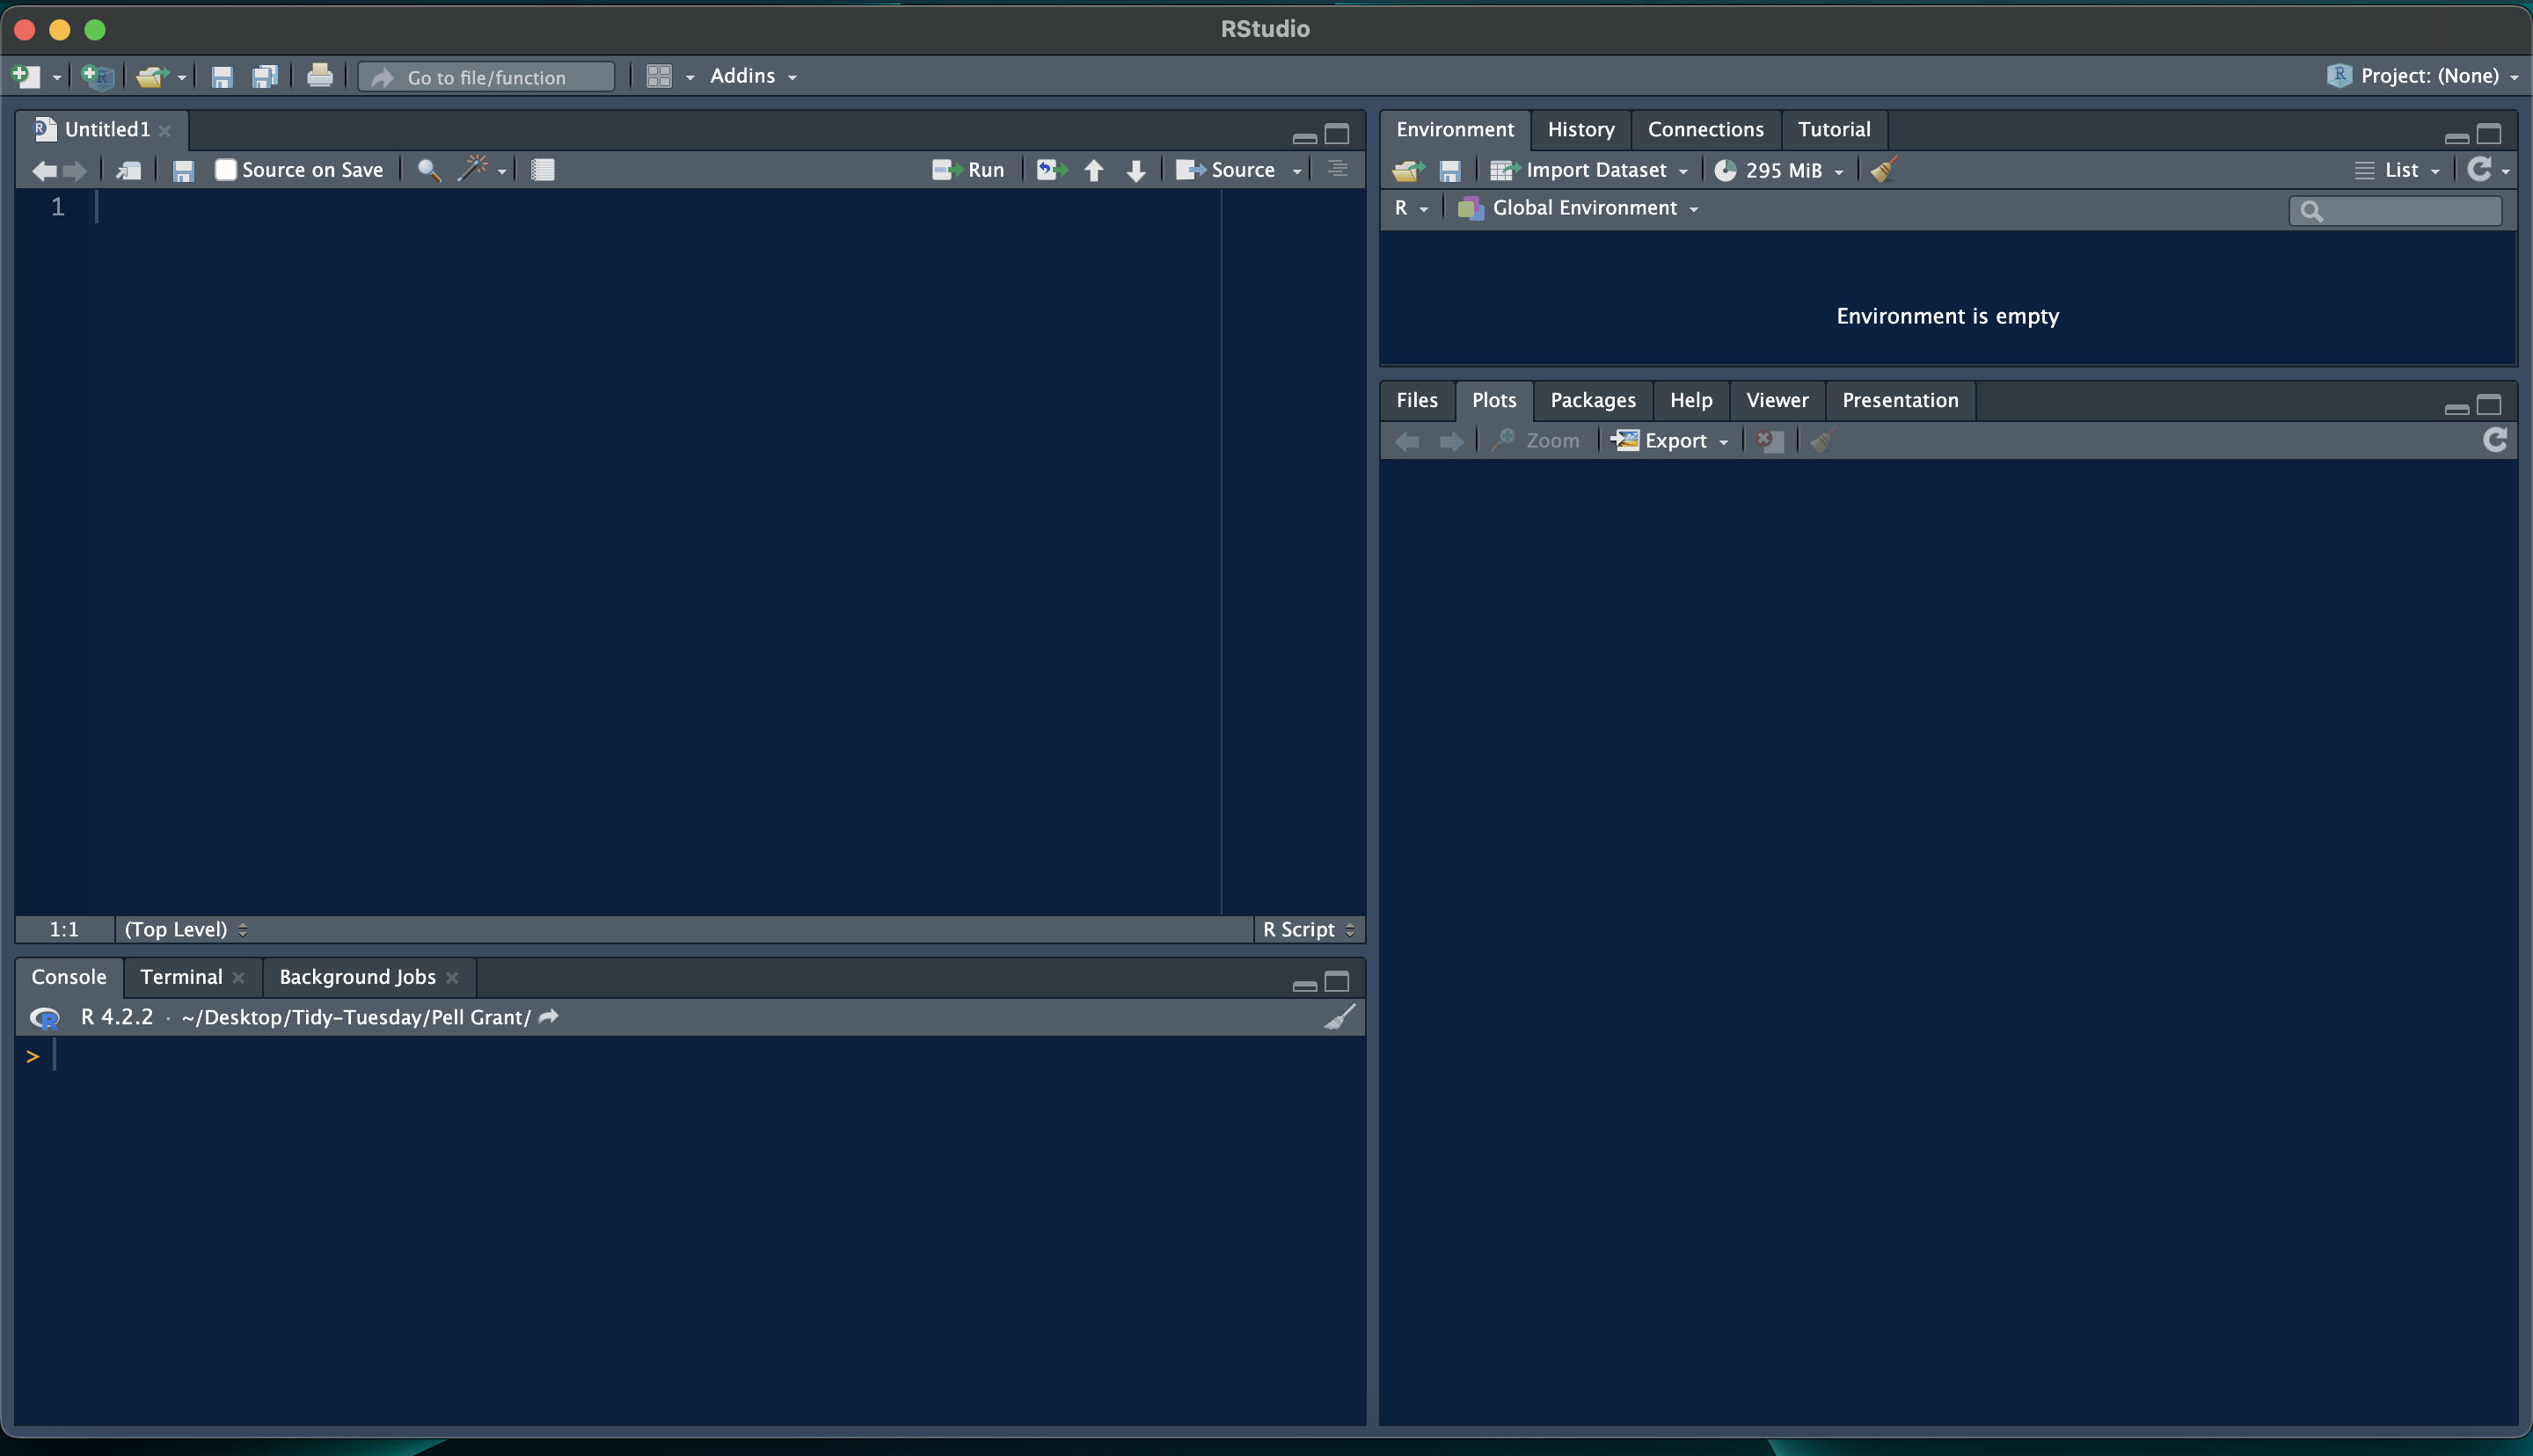 RStudio
Go to file/function
Addins
Project: (None)
Untitled1
Source on Save
Run
Source
1
1:1
(Top Level)
R Script
Console
Terminal
Background Jobs
R 4.2.2 · ~/Desktop/Tidy-Tuesday/Pell Grant/
>
Environment
History
Connections
Tutorial
Import Dataset
295 MiB
List
R
Global Environment
Environment is empty
Files
Plots
Packages
Help
Viewer
Presentation
Zoom
Export